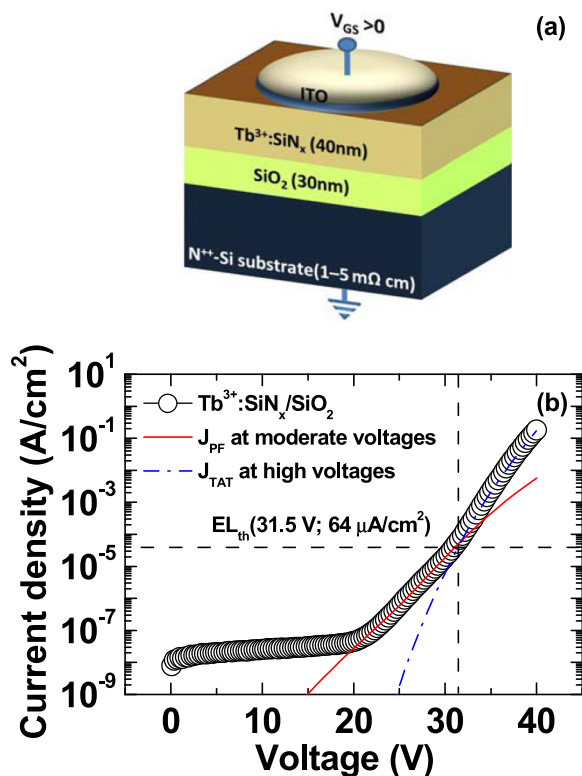 (a)
V_GS >0
ITO
Tb³⁺:SiNₓ (40nm)
SiO₂ (30nm)
N⁺⁺-Si substrate(1–5 mΩ cm)
(b)
Tb³⁺:SiNₓ/SiO₂
J_PF at moderate voltages
J_TAT at high voltages
EL_th(31.5 V; 64 μA/cm²)
Current density (A/cm²)
10¹
10⁻¹
10⁻³
10⁻⁵
10⁻⁷
10⁻⁹
0 10 20 30 40
Voltage (V)